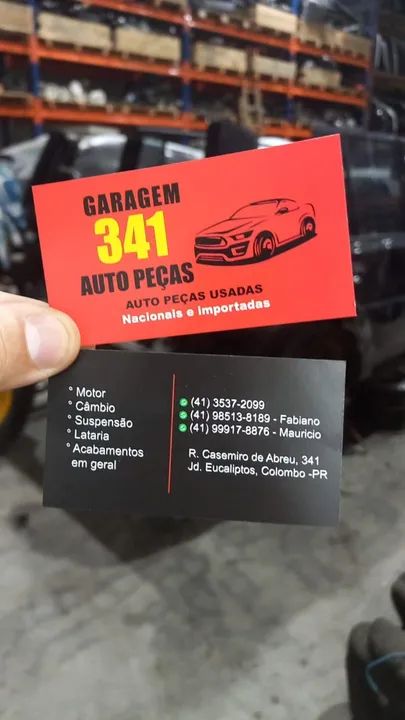 GARAGEM
341
AUTO PEÇAS
AUTO PEÇAS USADAS
Nacionais e importadas
° Motor
° Câmbio
° Suspensão
° Lataria
° Acabamentos
em geral
(41) 3537-2099
(41) 98513-8189 - Fabiano
(41) 99917-8876 - Mauricio
R. Casemiro de Abreu, 341
Jd. Eucaliptos, Colombo -PR